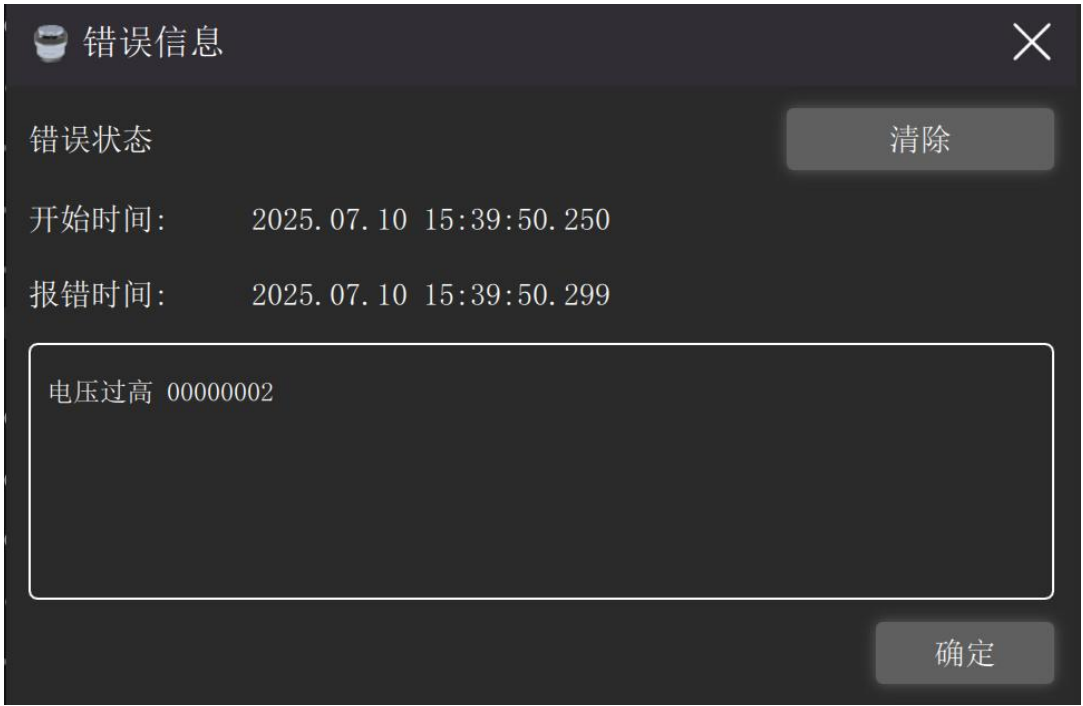 错误信息
错误状态 清除
开始时间: 2025.07.10 15:39:50.250
报错时间: 2025.07.10 15:39:50.299
电压过高 00000002
确定